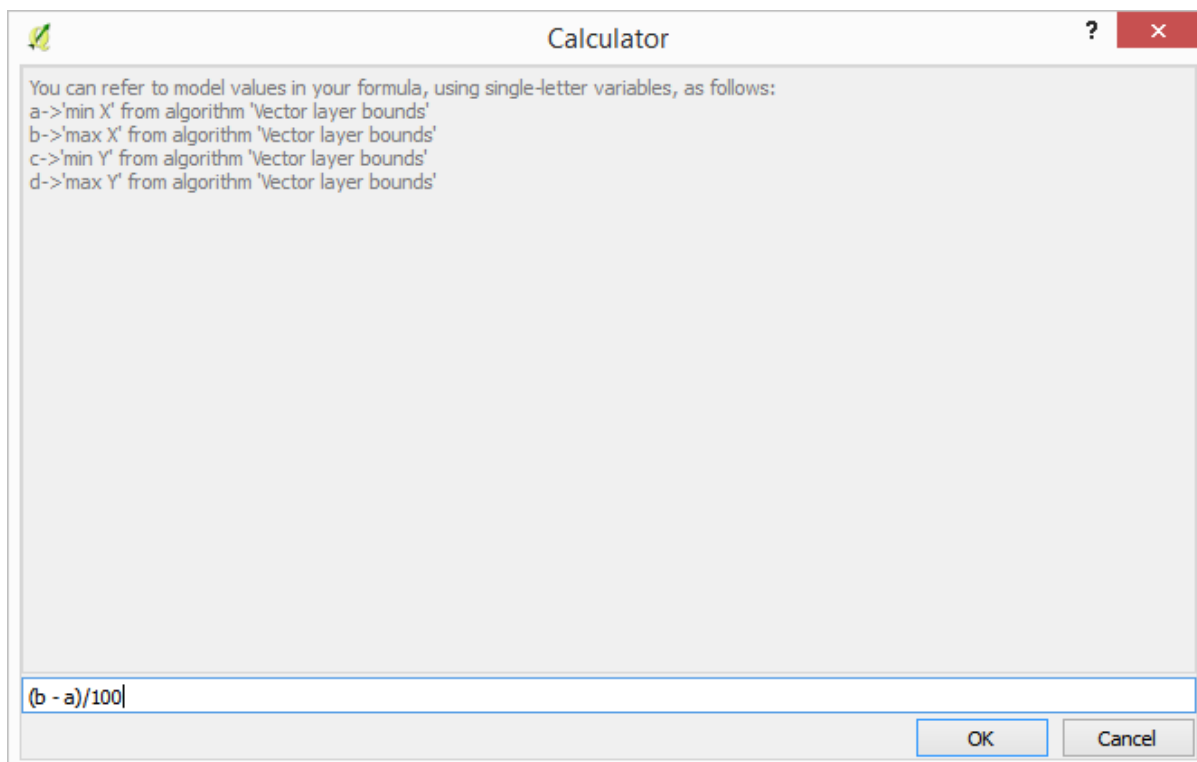 Calculator
?
×
You can refer to model values in your formula, using single-letter variables, as follows:
a->'min X' from algorithm 'Vector layer bounds'
b->'max X' from algorithm 'Vector layer bounds'
c->'min Y' from algorithm 'Vector layer bounds'
d->'max Y' from algorithm 'Vector layer bounds'
(b - a)/100
OK
Cancel